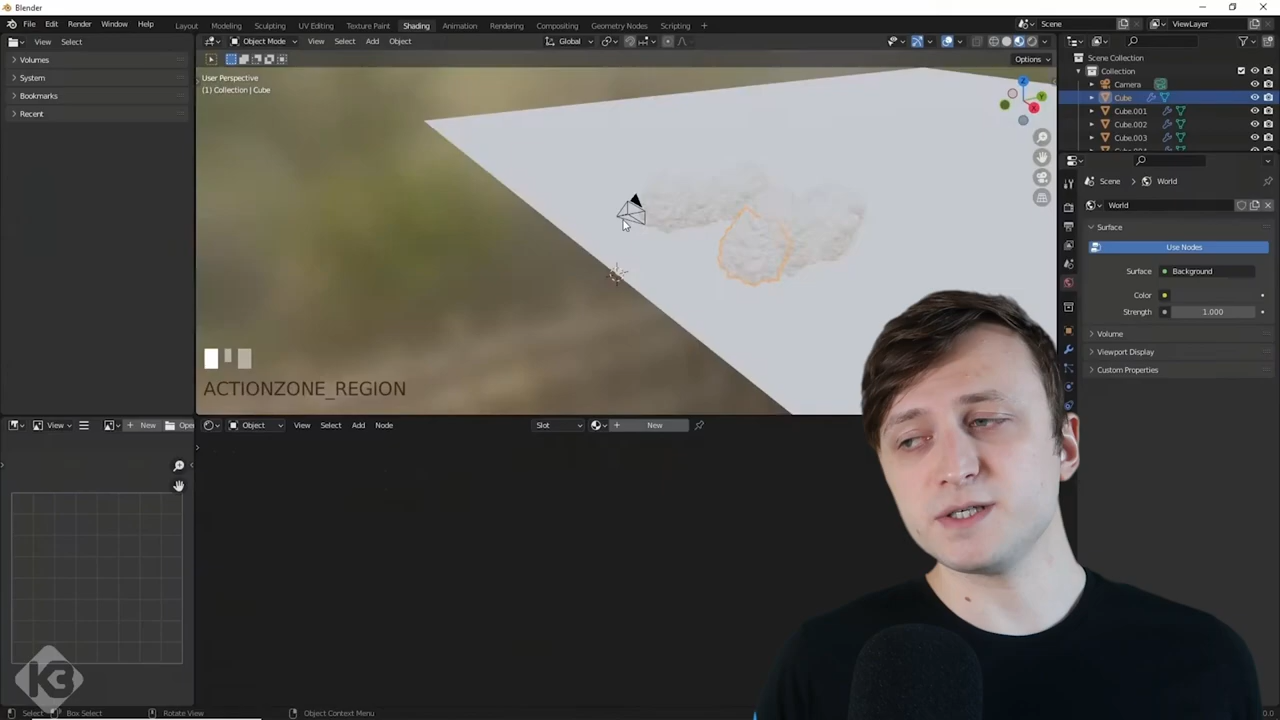 Blender
File Edit Render Window Help Layout Modeling Sculpting UV Editing Texture Paint Shading Animation Rendering Compositing Geometry Nodes Scripting + Scene ViewLayer
View Select Object Mode View Select Add Object Global
Options
Volumes
System
Bookmarks
Recent
User Perspective
(1) Collection | Cube
Z
Y
X
Scene Collection
Collection
Camera
Cube
Cube.001
Cube.002
Cube.003
Scene World
World
Surface
Use Nodes
Surface Background
Color
Strength 1.000
Volume
Viewport Display
Custom Properties
ACTIONZONE_REGION
View New Object View Select Add Node Slot New
K3
Select Box Select Rotate View Object Context Menu